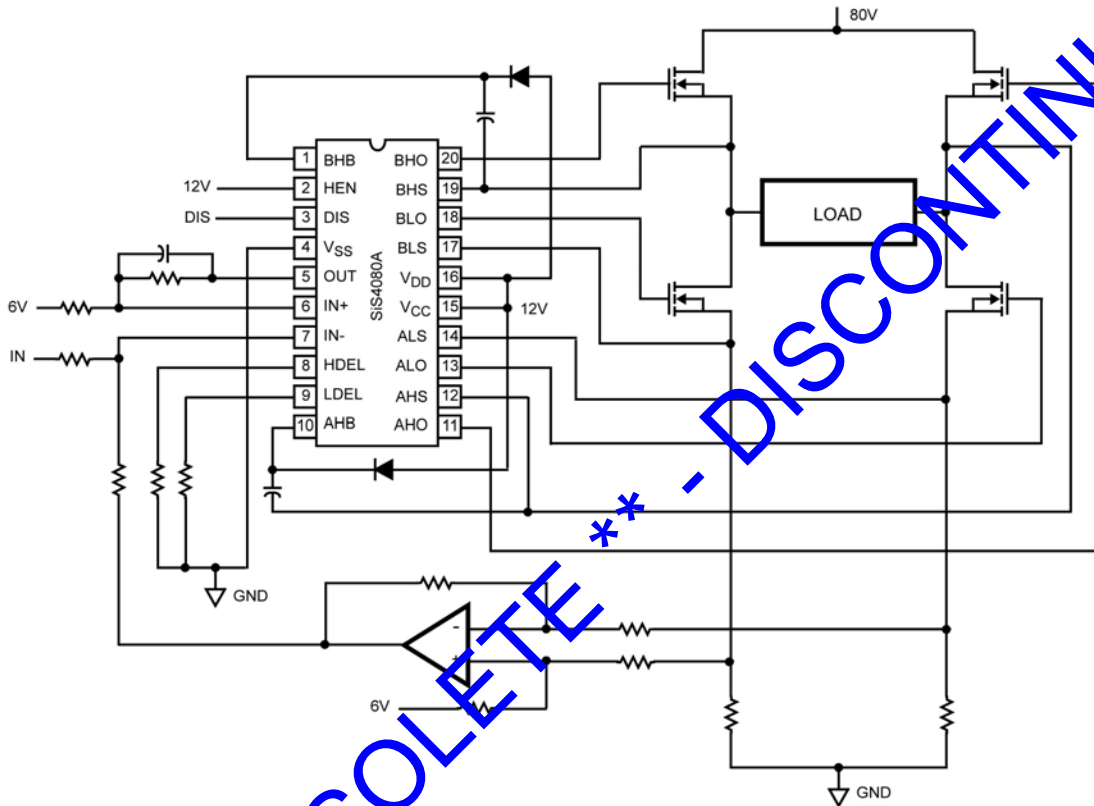 80V
1 BHB BHO 20
12V 2 HEN BHS 19
DIS 3 DIS BLO 18
4 VSS BLS 17
5 OUT VDD 16
6V 6 IN+ VCC 15 12V
IN 7 IN- ALS 14
8 HDEL ALO 13
9 LDEL AHS 12
10 AHB AHO 11
SiS4080A
LOAD
GND
-
+
6V
GND
OLETE ** - DISCONTIN